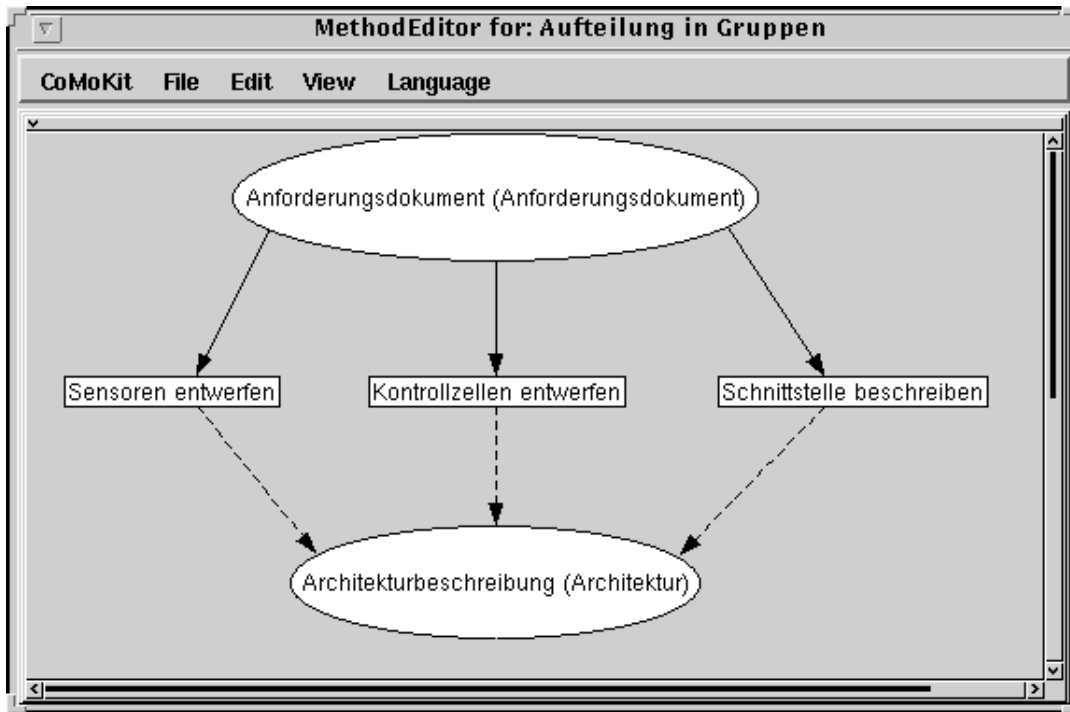 MethodEditor for: Aufteilung in Gruppen
CoMoKit File Edit View Language
Anforderungsdokument (Anforderungsdokument)
Sensoren entwerfen Kontrollzellen entwerfen Schnittstelle beschreiben
Architekturbeschreibung (Architektur)